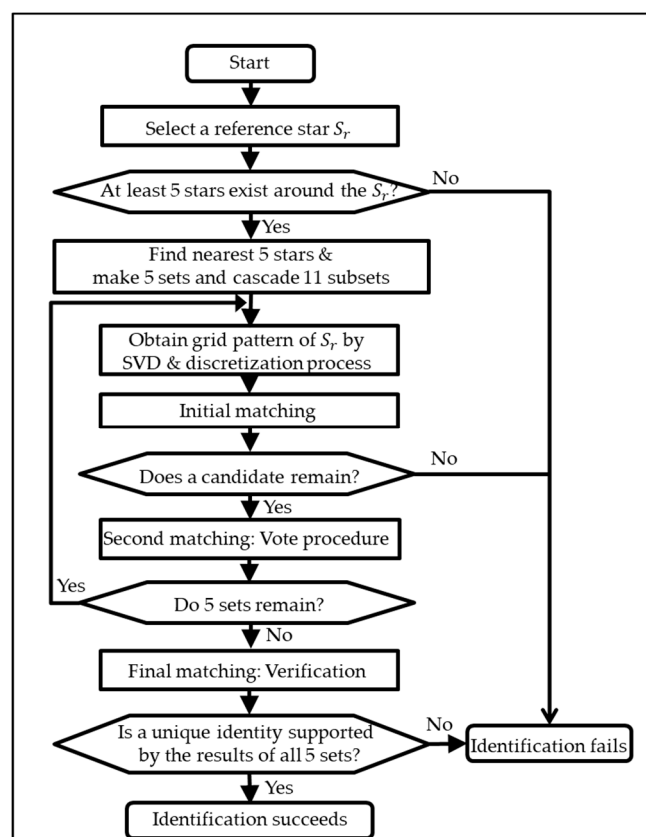 Start
Select a reference star Sr
At least 5 stars exist around the Sr?
No
Yes
Find nearest 5 stars &
make 5 sets and cascade 11 subsets
Obtain grid pattern of Sr by
SVD & discretization process
Initial matching
Does a candidate remain?
No
Yes
Second matching: Vote procedure
Yes
Do 5 sets remain?
No
Final matching: Verification
Is a unique identity supported
by the results of all 5 sets?
No
Identification fails
Yes
Identification succeeds